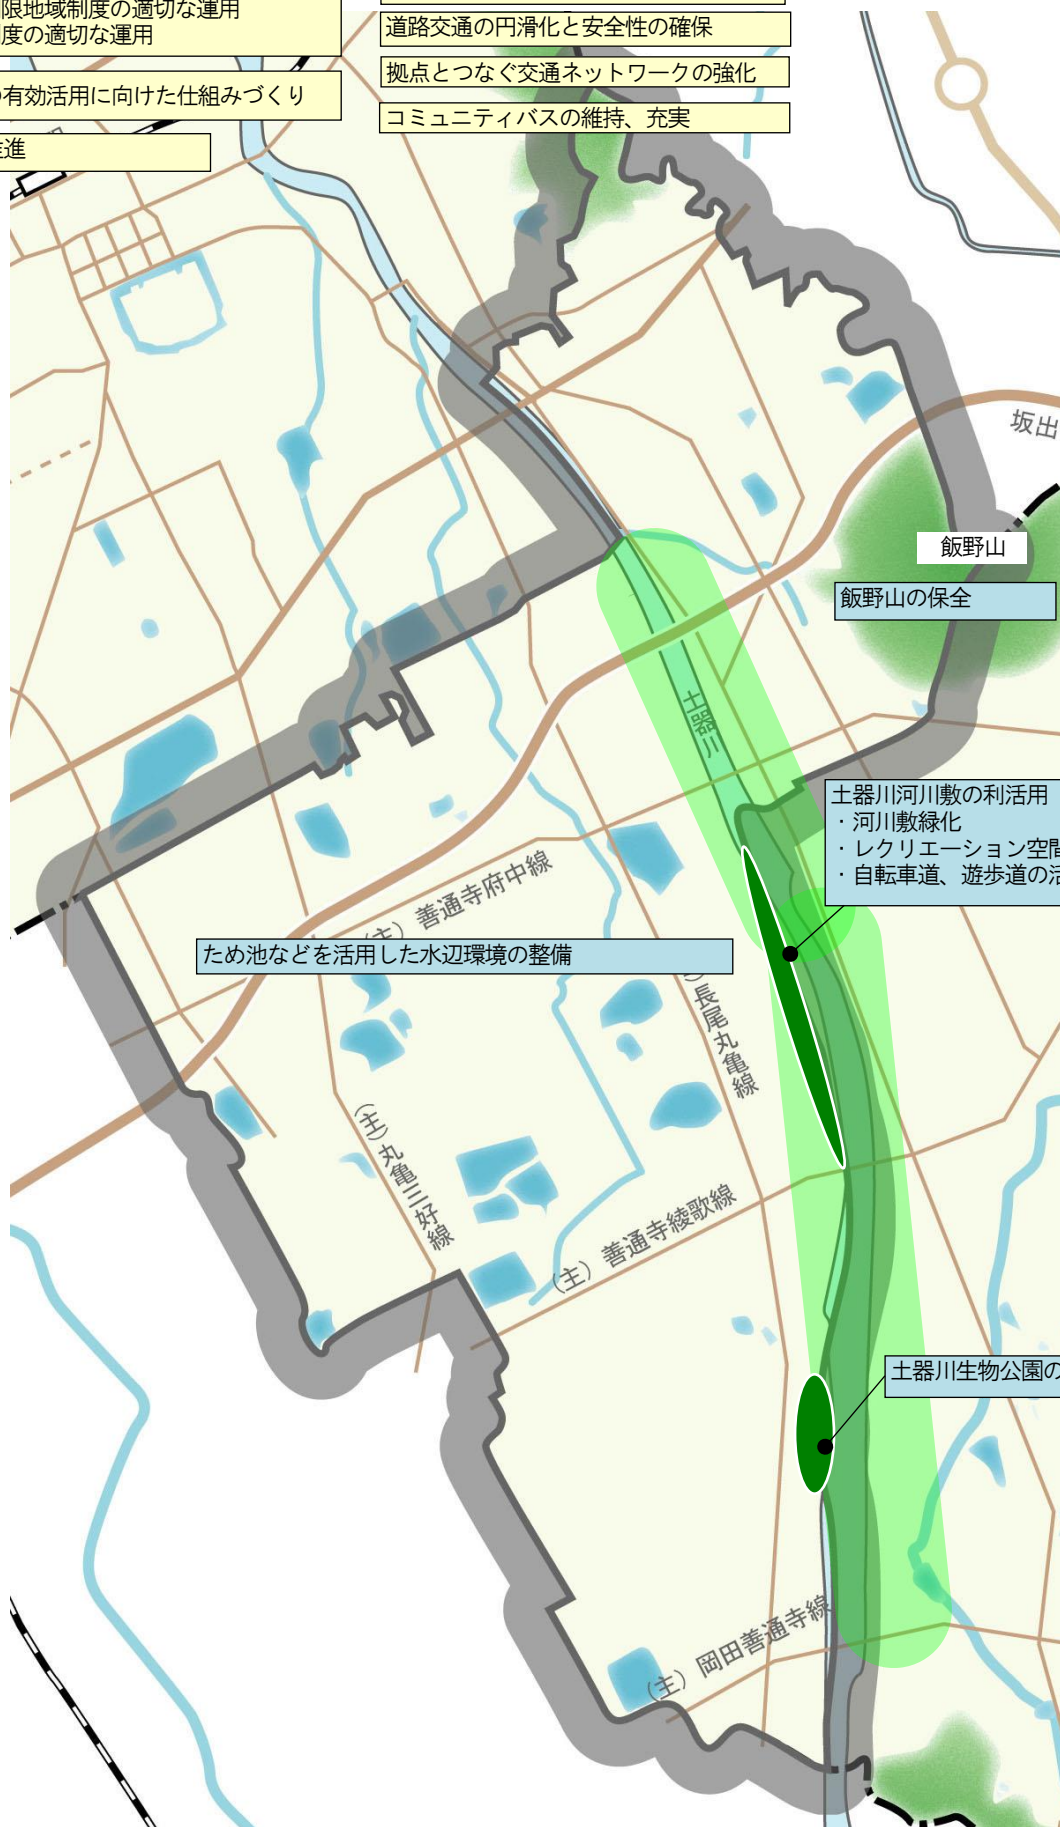 限地域制度の適切な運用
度の適切な運用
有効活用に向けた仕組みづくり
進
道路交通の円滑化と安全性の確保
拠点とつなぐ交通ネットワークの強化
コミュニティバスの維持、充実
坂出
飯野山
飯野山の保全
土器川
土器川河川敷の利活用
・河川敷緑化
・レクリエーション空間
・自転車道、遊歩道の活
(主)善通寺府中線
ため池などを活用した水辺環境の整備
)長尾丸亀線
(主)丸亀三好線
(主)善通寺綾歌線
土器川生物公園の
(主)岡田善通寺線